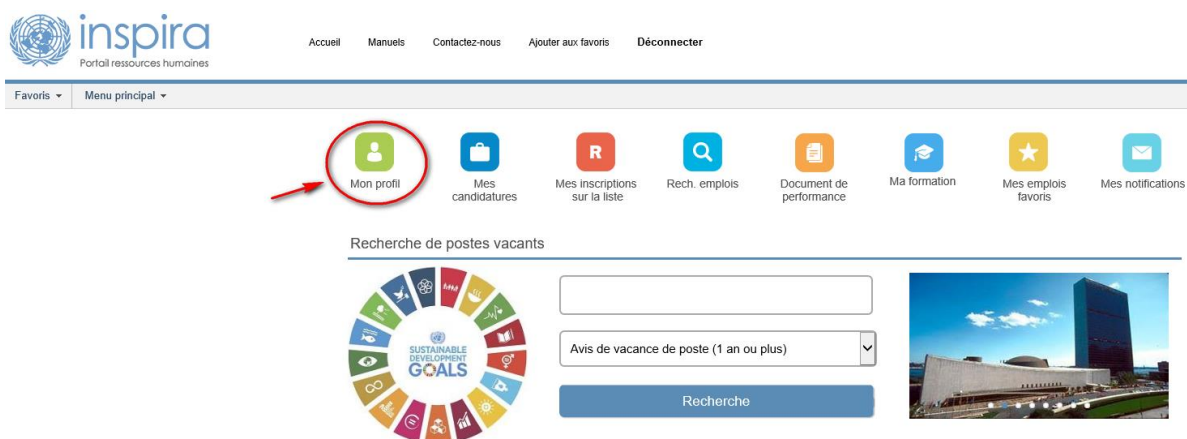 inspira
Portail ressources humaines
Accueil Manuels Contactez-nous Ajouter aux favoris Déconnecter
Favoris Menu principal
R
Mon profil
Mes
candidatures
Mes inscriptions
sur la liste
Rech. emplois
Document de
performance
Ma formation
Mes emplois
favoris
Mes notifications
Recherche de postes vacants
SUSTAINABLE
DEVELOPMENT
GOALS
Avis de vacance de poste (1 an ou plus)
Recherche